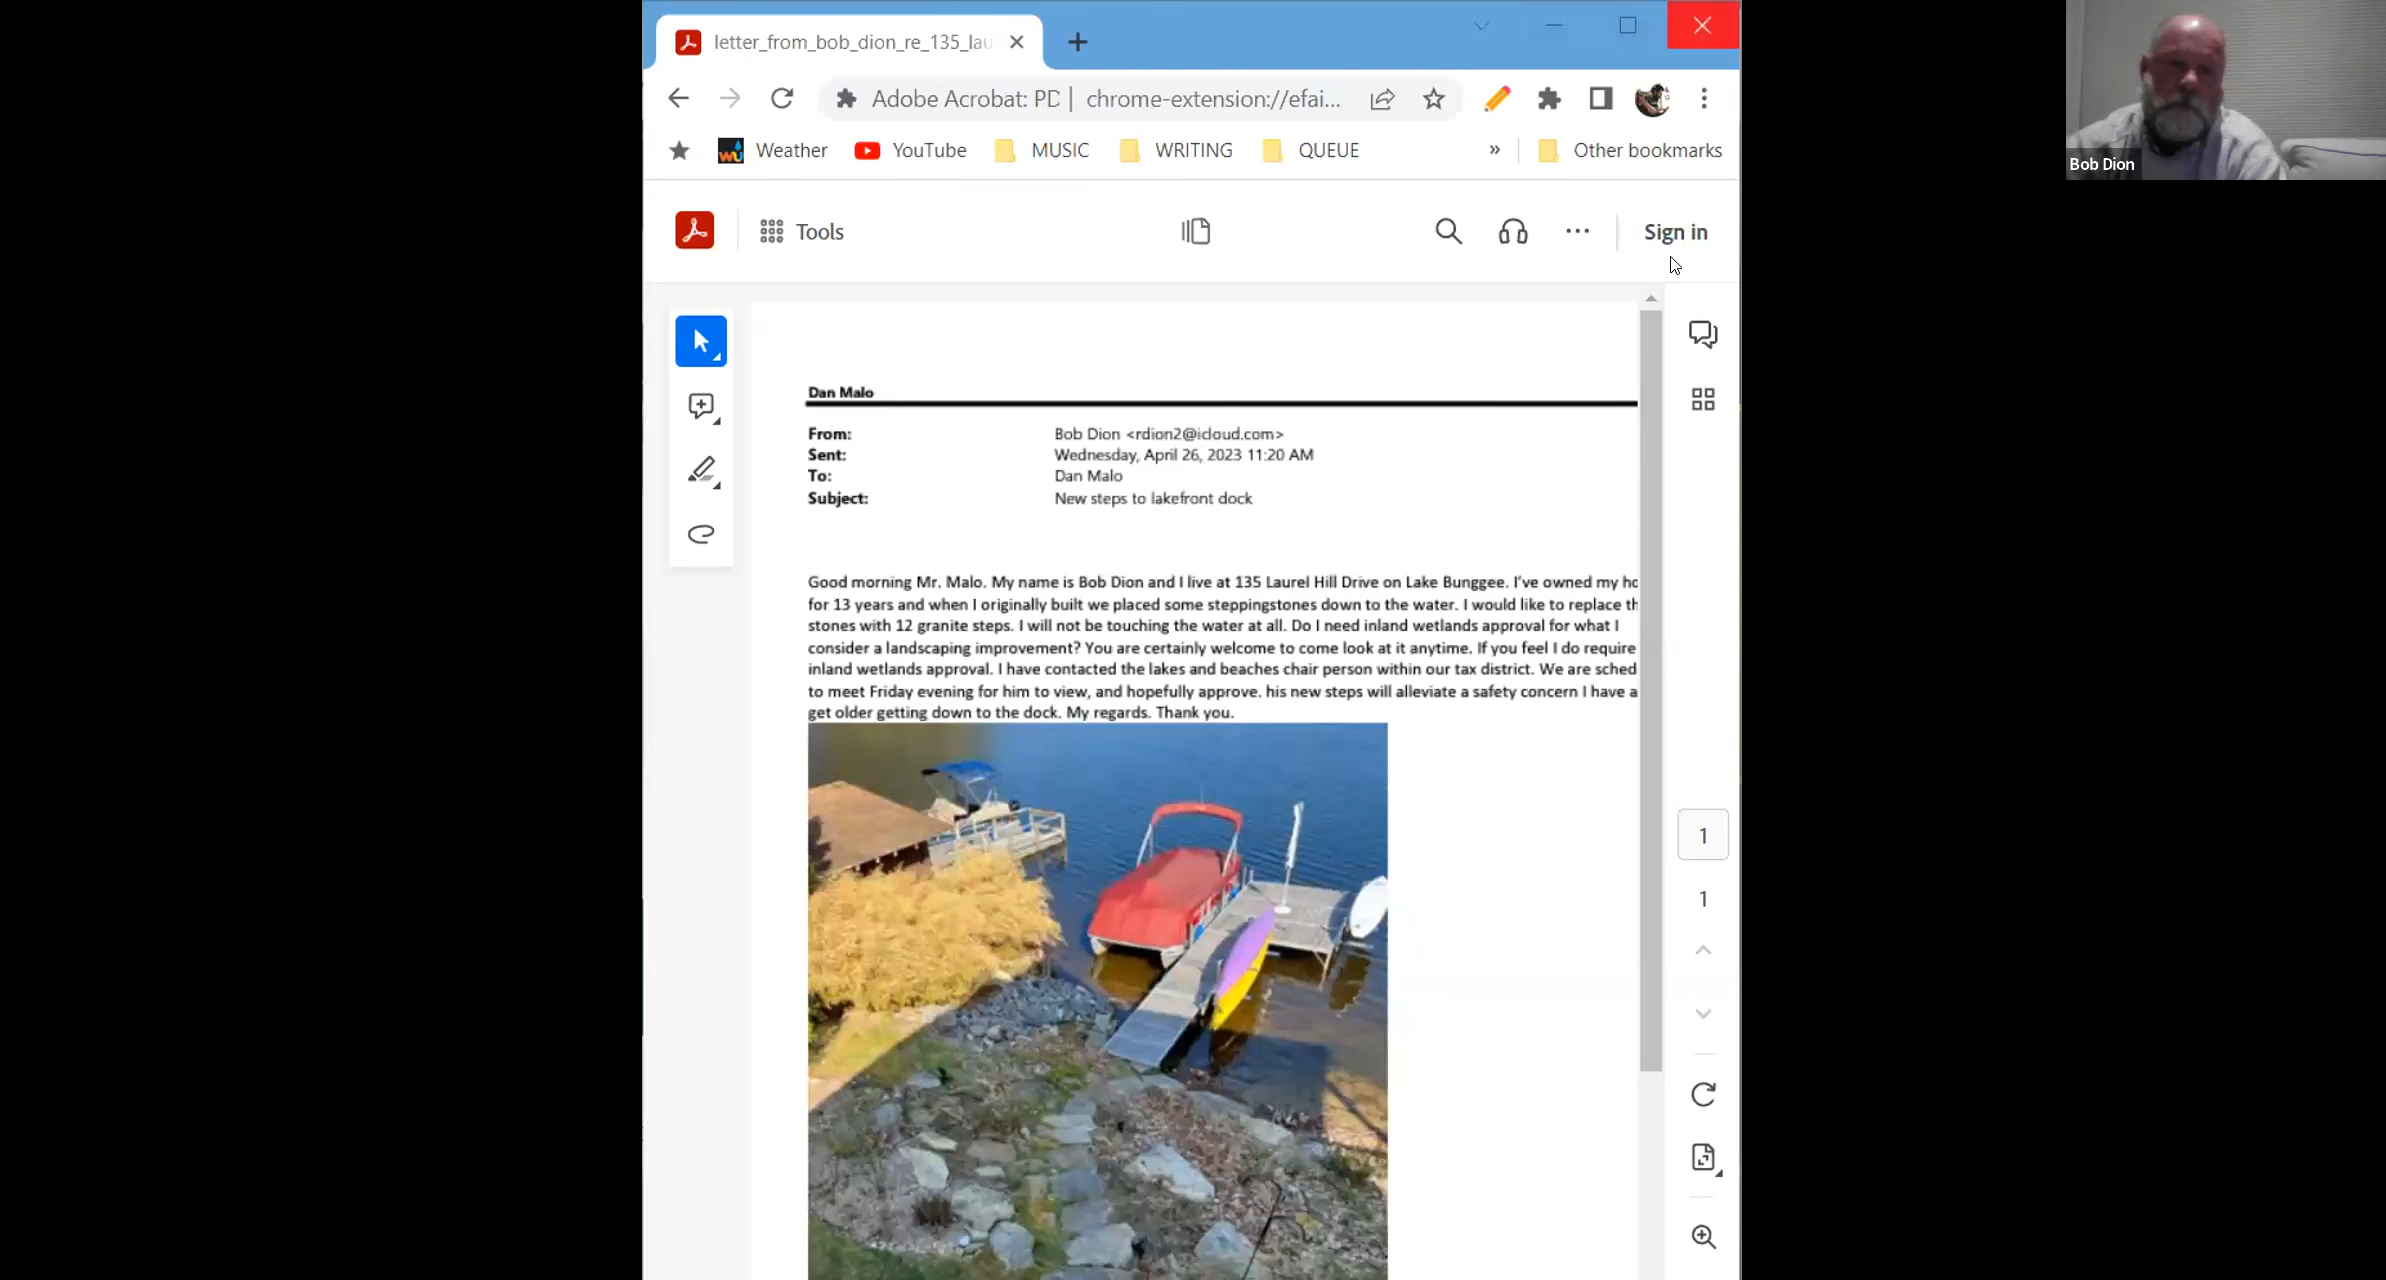 letter_from_bob_dion_re_135_lau
Adobe Acrobat: PD | chrome-extension://efai...
Weather YouTube MUSIC WRITING QUEUE » Other bookmarks
Tools Sign in
Dan Malo
From: Bob Dion <rdion2@icloud.com>
Sent: Wednesday, April 26, 2023 11:20 AM
To: Dan Malo
Subject: New steps to lakefront dock
Good morning Mr. Malo. My name is Bob Dion and I live at 135 Laurel Hill Drive on Lake Bunggee. I've owned my ho
for 13 years and when I originally built we placed some steppingstones down to the water. I would like to replace th
stones with 12 granite steps. I will not be touching the water at all. Do I need inland wetlands approval for what I
consider a landscaping improvement? You are certainly welcome to come look at it anytime. If you feel I do require
inland wetlands approval. I have contacted the lakes and beaches chair person within our tax district. We are sched
to meet Friday evening for him to view, and hopefully approve. his new steps will alleviate a safety concern I have a
get older getting down to the dock. My regards. Thank you.
1
1
Bob Dion